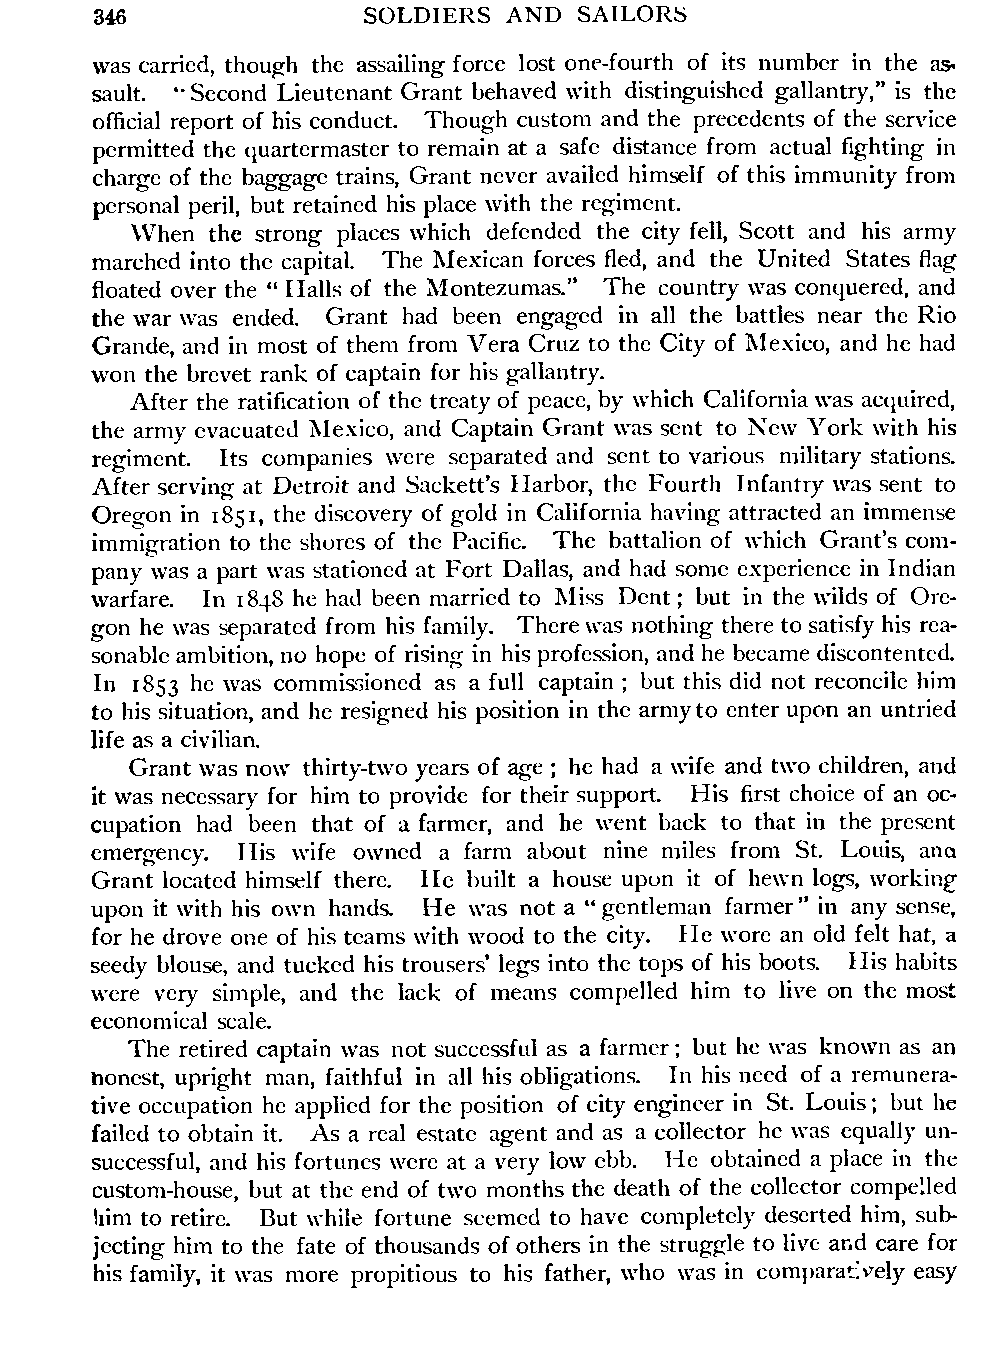 346 SOLDIERS AND SAILORS
was carried, though the assailing force lost one-fourth of its number in the as-
sault. "Second Lieutenant Grant behaved with distinguished gallantry," is the
official report of his conduct. Though custom and the precedents of the service
permitted the quartermaster to remain at a safe distance from actual fighting in
charge of the baggage trains, Grant never availed himself of this immunity from
personal peril, but retained his place with the regiment.
When the strong places which defended the city fell, Scott and his army
marched into the capital. The Mexican forces fled, and the United States flag
floated over the "Halls of the Montezumas." The country was conquered, and
the war was ended. Grant had been engaged in all the battles near the Rio
Grande, and in most of them from Vera Cruz to the City of Mexico, and he had
won the brevet rank of captain for his gallantry.
After the ratification of the treaty of peace, by which California was acquired,
the army evacuated Mexico, and Captain Grant was sent to New York with his
regiment. Its companies were separated and sent to various military stations.
After serving at Detroit and Sackett's Harbor, the Fourth Infantry was sent to
Oregon in 1851, the discovery of gold in California having attracted an immense
immigration to the shores of the Pacific. The battalion of which Grant's com-
pany was a part was stationed at Fort Dallas, and had some experience in Indian
warfare. In 1848 he had been married to Miss Dent; but in the wilds of Ore-
gon he was separated from his family. There was nothing there to satisfy his rea-
sonable ambition, no hope of rising in his profession, and he became discontented.
In 1853 he was commissioned as a full captain; but this did not reconcile him
to his situation, and he resigned his position in the army to enter upon an untried
life as a civilian.
Grant was now thirty-two years of age; he had a wife and two children, and
it was necessary for him to provide for their support. His first choice of an oc-
cupation had been that of a farmer, and he went back to that in the present
emergency. His wife owned a farm about nine miles from St. Louis, and
Grant located himself there. He built a house upon it of hewn logs, working
upon it with his own hands. He was not a "gentleman farmer" in any sense,
for he drove one of his teams with wood to the city. He wore an old felt hat, a
seedy blouse, and tucked his trousers' legs into the tops of his boots. His habits
were very simple, and the lack of means compelled him to live on the most
economical scale.
The retired captain was not successful as a farmer; but he was known as an
honest, upright man, faithful in all his obligations. In his need of a remunera-
tive occupation he applied for the position of city engineer in St. Louis; but he
failed to obtain it. As a real estate agent and as a collector he was equally un-
successful, and his fortunes were at a very low ebb. He obtained a place in the
custom-house, but at the end of two months the death of the collector compelled
him to retire. But while fortune seemed to have completely deserted him, sub-
jecting him to the fate of thousands of others in the struggle to live and care for
his family, it was more propitious to his father, who was in comparatively easy